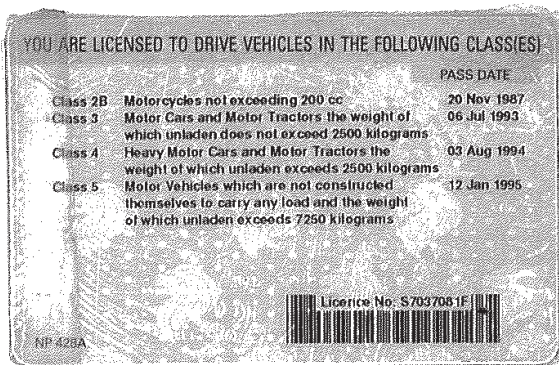 YOU ARE LICENSED TO DRIVE VEHICLES IN THE FOLLOWING CLASS(ES)
PASS DATE
Class 2B Motorcycles not exceeding 200 cc 20 Nov 1987
Class 3 Motor Cars and Motor Tractors the weight of 06 Jul 1993
which unladen does not exceed 2500 kilograms
Class 4 Heavy Motor Cars and Motor Tractors the 03 Aug 1994
weight of which unladen exceeds 2500 kilograms
Class 5 Motor Vehicles which are not constructed 12 Jan 1995
themselves to carry any load and the weight
of which unladen exceeds 7250 kilograms
Licence No. S7037081F
NP 428A